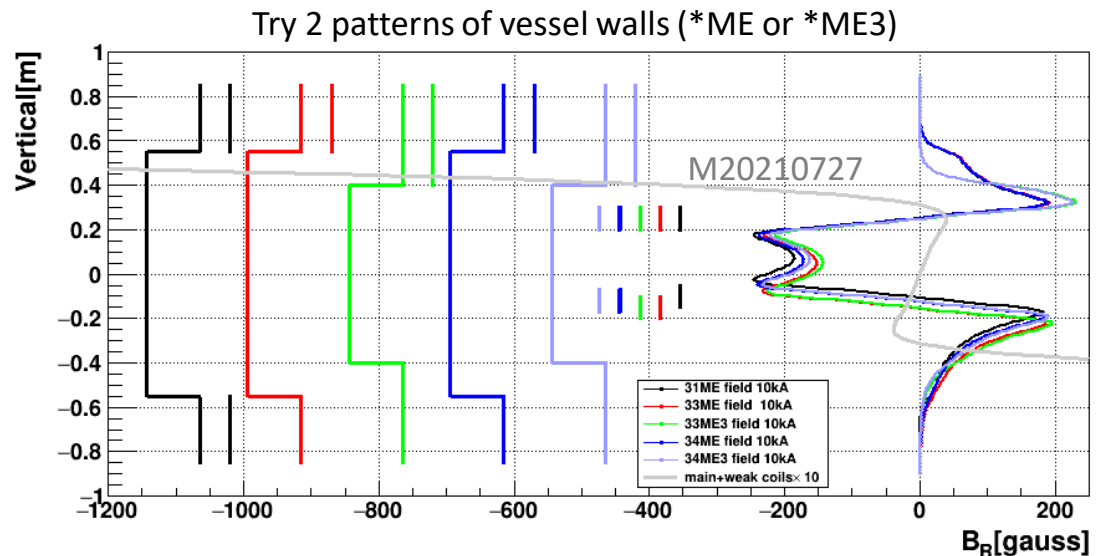 Try 2 patterns of vessel walls (*ME or *ME3)
Vertical[m]
1
0.8
0.6
0.4
0.2
0
−0.2
−0.4
−0.6
−0.8
−1
M20210727
31ME field 10kA
33ME field 10kA
33ME3 field 10kA
34ME field 10kA
34ME3 field 10kA
main+weak coils× 10
−1200 −1000 −800 −600 −400 −200 0 200
B_R[gauss]